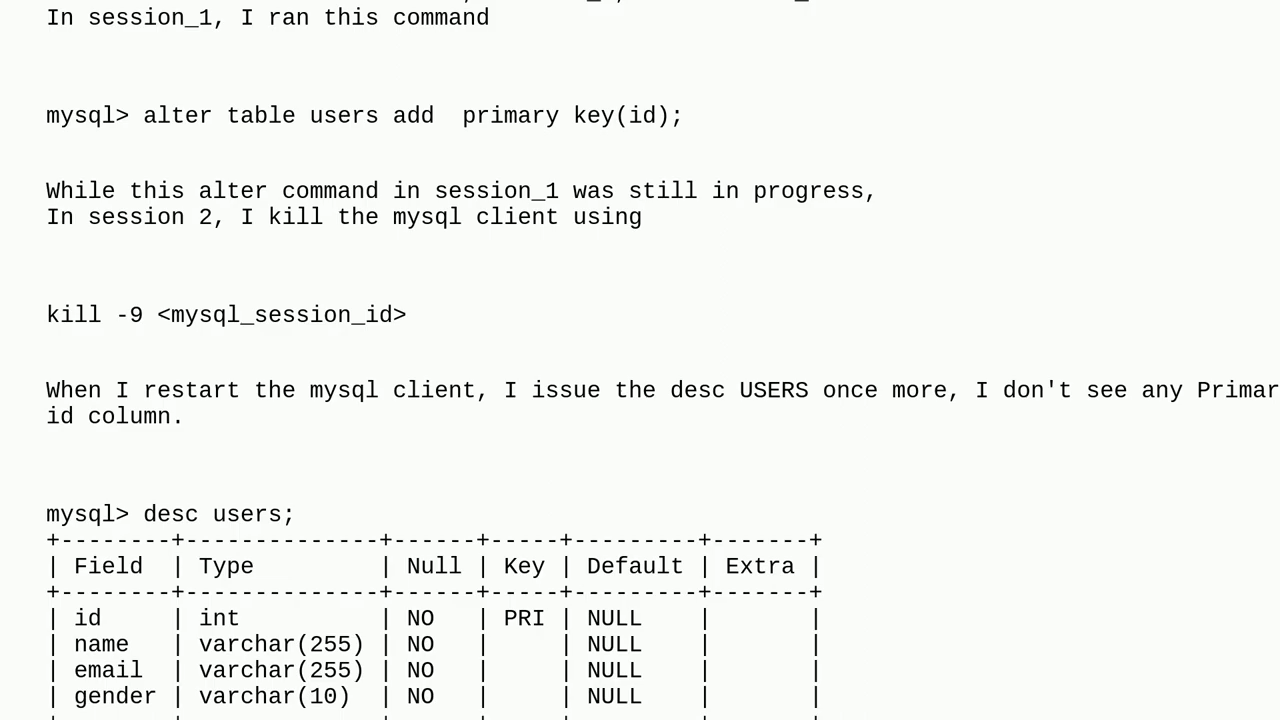 In session_1, I ran this command
mysql> alter table users add  primary key(id);
While this alter command in session_1 was still in progress,
In session 2, I kill the mysql client using
kill -9 <mysql_session_id>
When I restart the mysql client, I issue the desc USERS once more, I don't see any Primar
id column.
mysql> desc users;
+--------+--------------+------+-----+---------+-------+
| Field  | Type         | Null | Key | Default | Extra |
+--------+--------------+------+-----+---------+-------+
| id     | int          | NO   | PRI | NULL    |       |
| name   | varchar(255) | NO   |     | NULL    |       |
| email  | varchar(255) | NO   |     | NULL    |       |
| gender | varchar(10)  | NO   |     | NULL    |       |